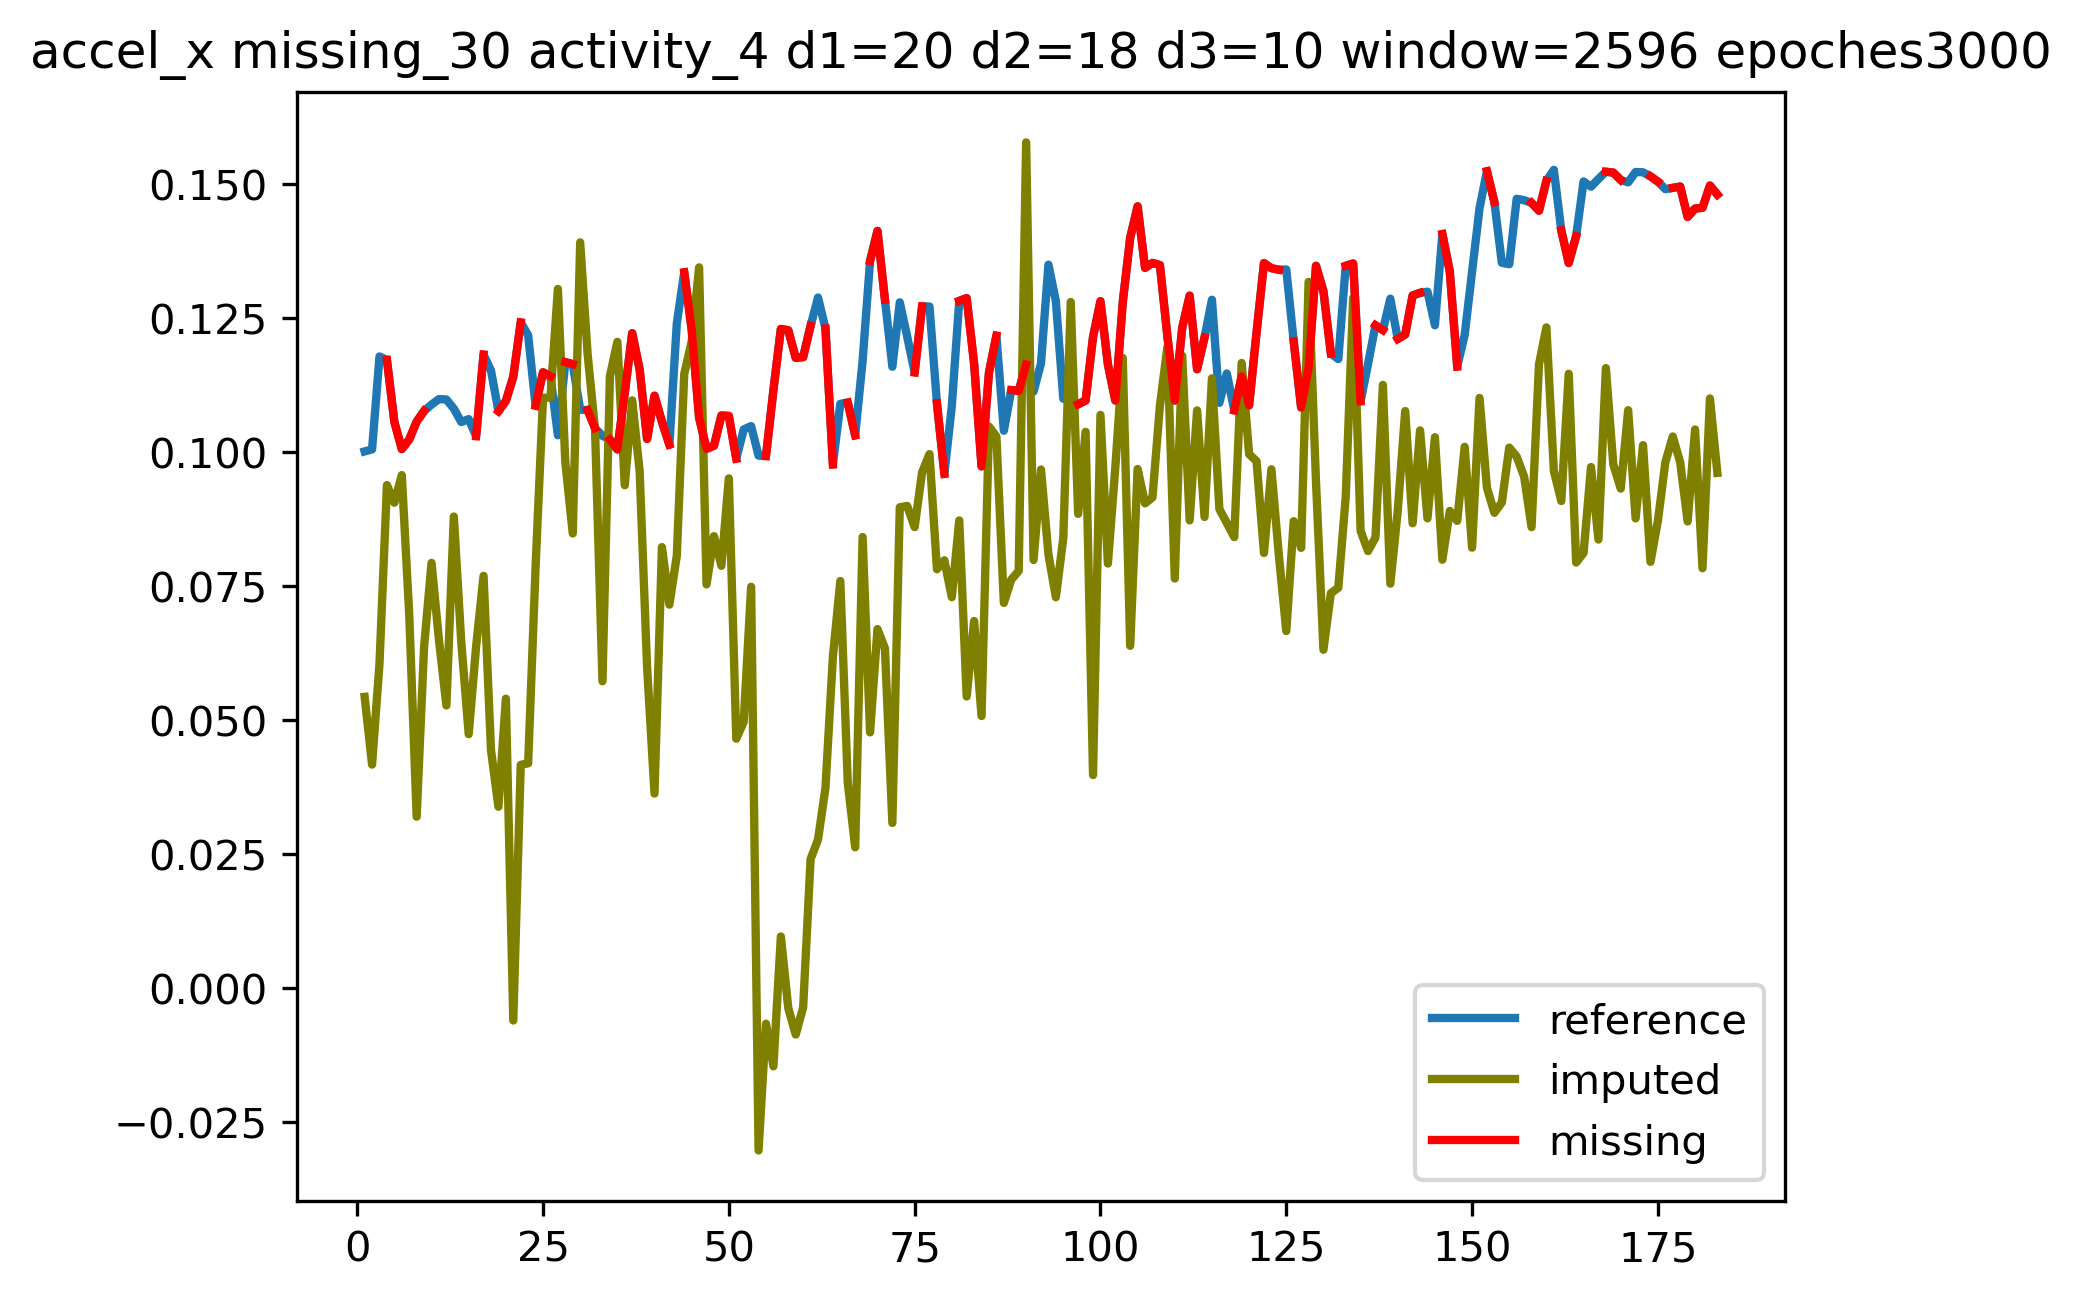 accel_x missing_30 activity_4 d1=20 d2=18 d3=10 window=2596 epoches3000
0.150
0.125
0.100
0.075
0.050
0.025
0.000
−0.025
reference
imputed
missing
0 25 50 75 100 125 150 175